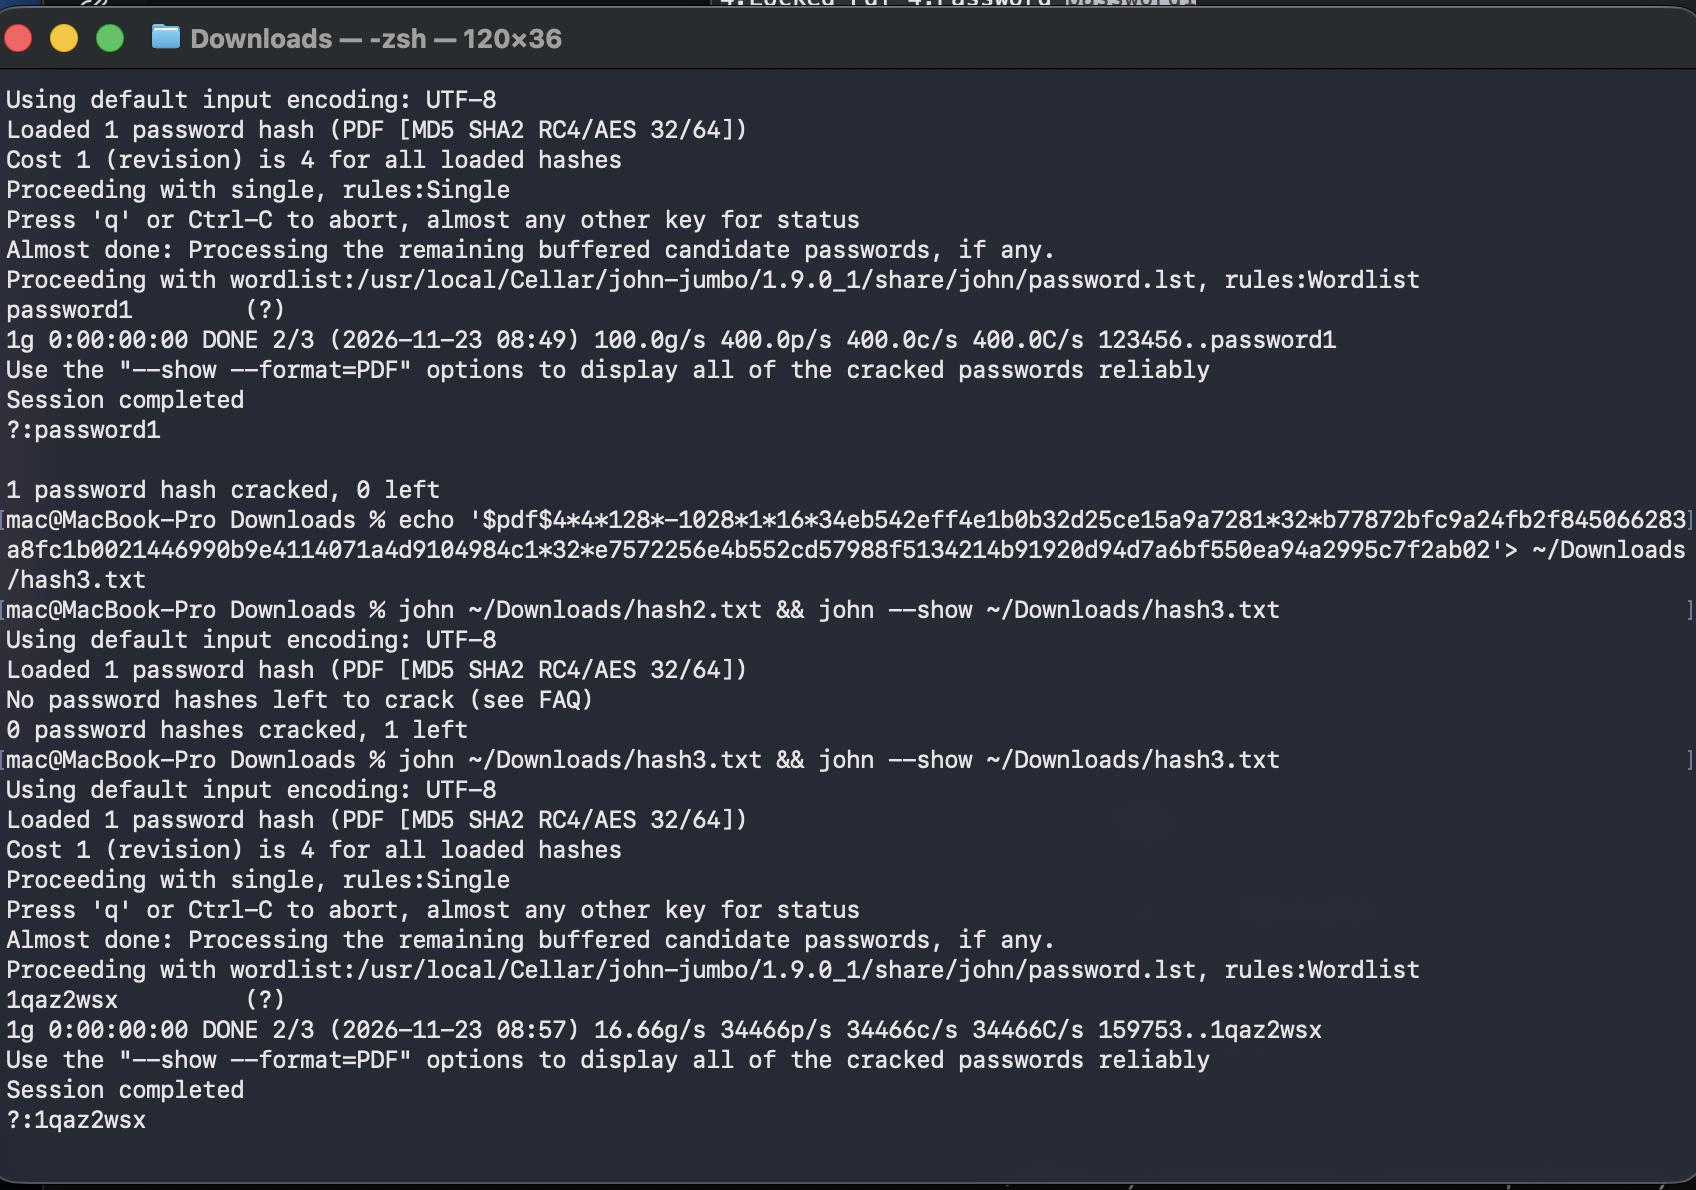 4.Locked Pdf 4:Password pa55word1
Downloads — -zsh — 120×36
Using default input encoding: UTF-8
Loaded 1 password hash (PDF [MD5 SHA2 RC4/AES 32/64])
Cost 1 (revision) is 4 for all loaded hashes
Proceeding with single, rules:Single
Press 'q' or Ctrl-C to abort, almost any other key for status
Almost done: Processing the remaining buffered candidate passwords, if any.
Proceeding with wordlist:/usr/local/Cellar/john-jumbo/1.9.0_1/share/john/password.lst, rules:Wordlist
password1        (?)
1g 0:00:00:00 DONE 2/3 (2026-11-23 08:49) 100.0g/s 400.0p/s 400.0c/s 400.0C/s 123456..password1
Use the "--show --format=PDF" options to display all of the cracked passwords reliably
Session completed
?:password1
1 password hash cracked, 0 left
[mac@MacBook-Pro Downloads % echo '$pdf$4*4*128*-1028*1*16*34eb542eff4e1b0b32d25ce15a9a7281*32*b77872bfc9a24fb2f845066283]
a8fc1b0021446990b9e4114071a4d9104984c1*32*e7572256e4b552cd57988f5134214b91920d94d7a6bf550ea94a2995c7f2ab02'> ~/Downloads
/hash3.txt
[mac@MacBook-Pro Downloads % john ~/Downloads/hash2.txt && john --show ~/Downloads/hash3.txt ]
Using default input encoding: UTF-8
Loaded 1 password hash (PDF [MD5 SHA2 RC4/AES 32/64])
No password hashes left to crack (see FAQ)
0 password hashes cracked, 1 left
[mac@MacBook-Pro Downloads % john ~/Downloads/hash3.txt && john --show ~/Downloads/hash3.txt ]
Using default input encoding: UTF-8
Loaded 1 password hash (PDF [MD5 SHA2 RC4/AES 32/64])
Cost 1 (revision) is 4 for all loaded hashes
Proceeding with single, rules:Single
Press 'q' or Ctrl-C to abort, almost any other key for status
Almost done: Processing the remaining buffered candidate passwords, if any.
Proceeding with wordlist:/usr/local/Cellar/john-jumbo/1.9.0_1/share/john/password.lst, rules:Wordlist
1qaz2wsx         (?)
1g 0:00:00:00 DONE 2/3 (2026-11-23 08:57) 16.66g/s 34466p/s 34466c/s 34466C/s 159753..1qaz2wsx
Use the "--show --format=PDF" options to display all of the cracked passwords reliably
Session completed
?:1qaz2wsx